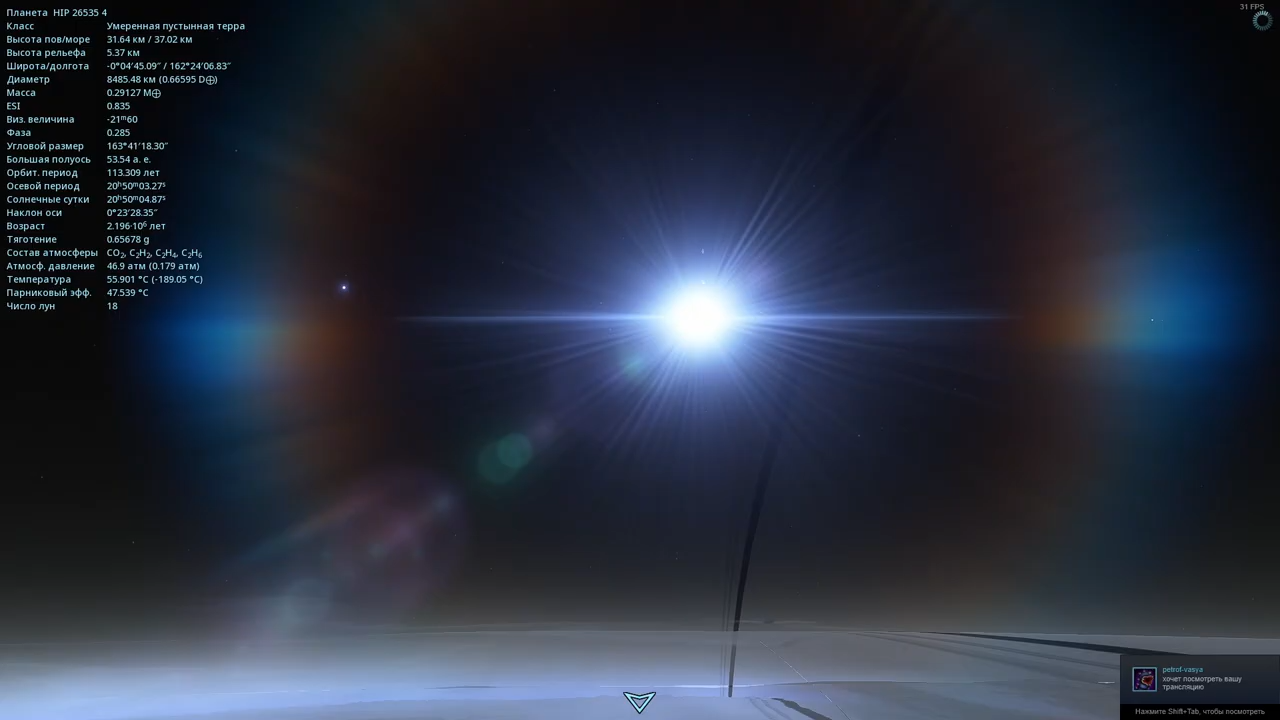 31 FPS
Планета HIP 26535 4
Класс Умеренная пустынная терра
Высота пов/море 31.64 км / 37.02 км
Высота рельефа 5.37 км
Широта/долгота -0°04′45.09″ / 162°24′06.83″
Диаметр 8485.48 км (0.66595 D⊕)
Масса 0.29127 M⊕
ESI 0.835
Виз. величина -21ᵐ60
Фаза 0.285
Угловой размер 163°41′18.30″
Большая полуось 53.54 а. е.
Орбит. период 113.309 лет
Осевой период 20ʰ50ᵐ03.27ˢ
Солнечные сутки 20ʰ50ᵐ04.87ˢ
Наклон оси 0°23′28.35″
Возраст 2.196·10⁶ лет
Тяготение 0.65678 g
Состав атмосферы CO₂, C₂H₂, C₂H₄, C₂H₆
Атмосф. давление 46.9 атм (0.179 атм)
Температура 55.901 °C (-189.05 °C)
Парниковый эфф. 47.539 °C
Число лун 18
petrof-vasya
хочет посмотреть вашу
трансляцию
Нажмите Shift+Tab, чтобы посмотреть